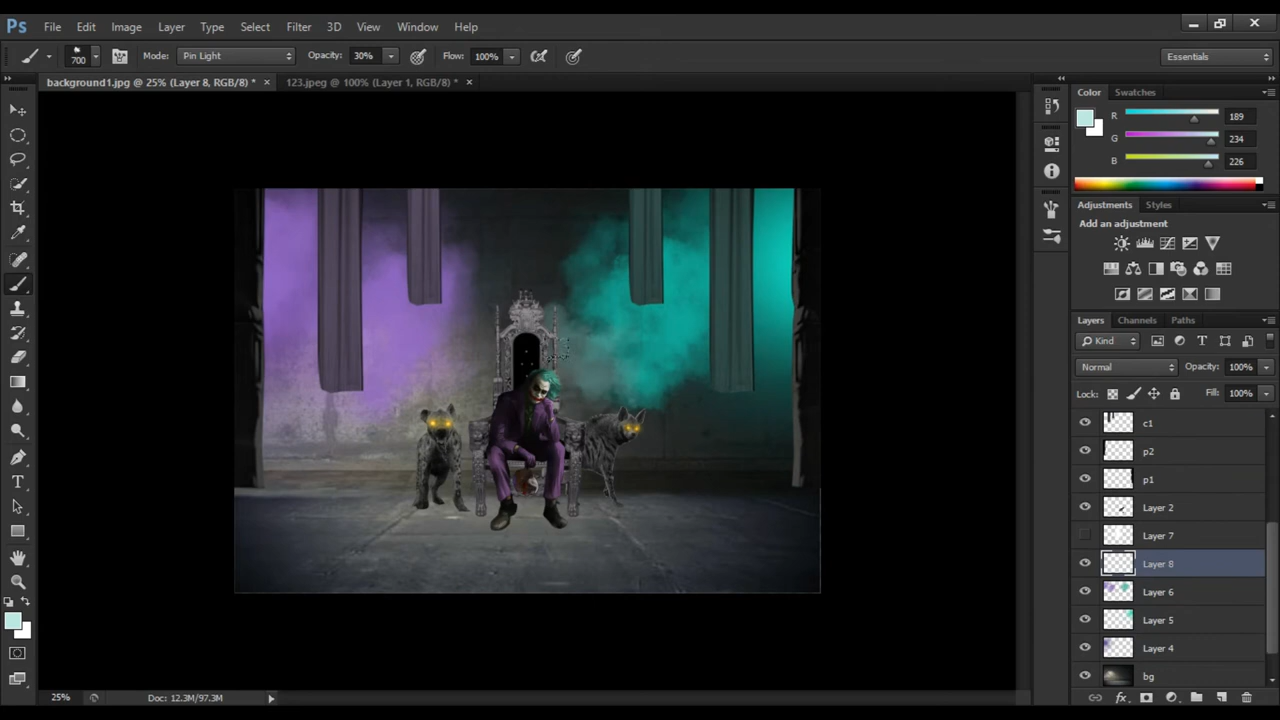 Ps File Edit Image Layer Type Select Filter 3D View Window Help
700 Mode: Pin Light Opacity: 30% Flow: 100% Essentials
background1.jpg @ 25% (Layer 8, RGB/8) * × 123.jpeg @ 100% (Layer 1, RGB/8) * ×
Color Swatches
R 189
G 234
B 226
Adjustments Styles
Add an adjustment
Layers Channels Paths
Kind
Normal Opacity: 100%
Lock: Fill: 100%
c1
p2
p1
Layer 2
Layer 7
Layer 8
Layer 6
Layer 5
Layer 4
bg
25% Doc: 12.3M/97.3M